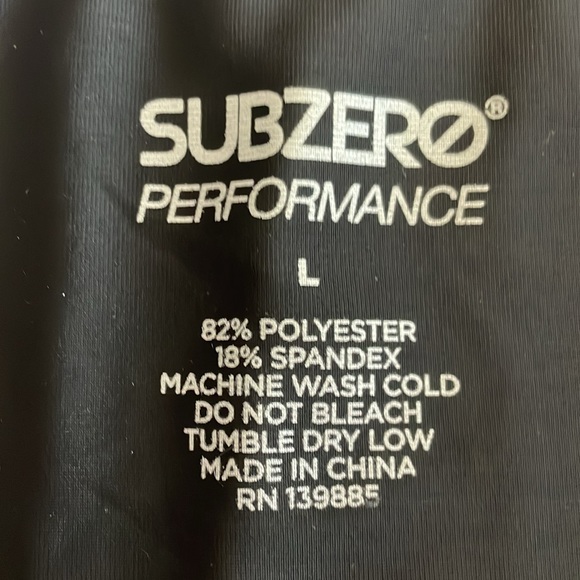 SUBZERO®
PERFORMANCE
L
82% POLYESTER
18% SPANDEX
MACHINE WASH COLD
DO NOT BLEACH
TUMBLE DRY LOW
MADE IN CHINA
RN 139885